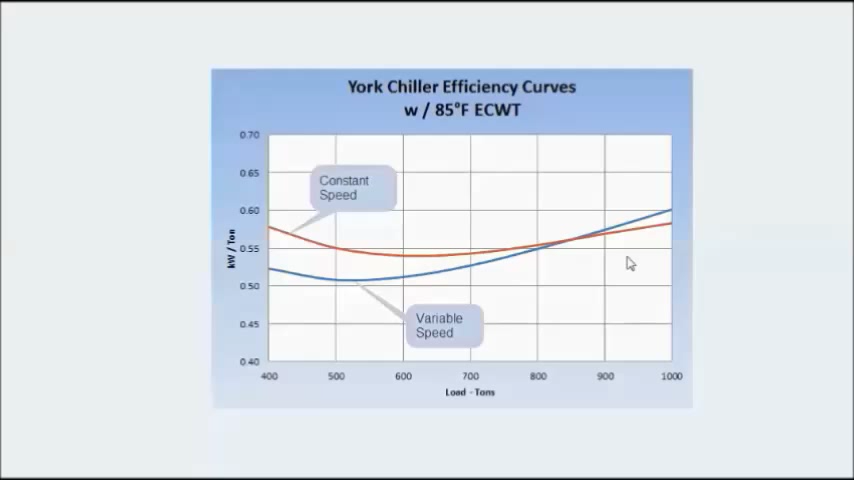 York Chiller Efficiency Curves
w / 85°F ECWT
0.70
0.65
0.60
0.55
0.50
0.45
0.40
kW / Ton
Constant
Speed
Variable
Speed
400 500 600 700 800 900 1000
Load - Tons